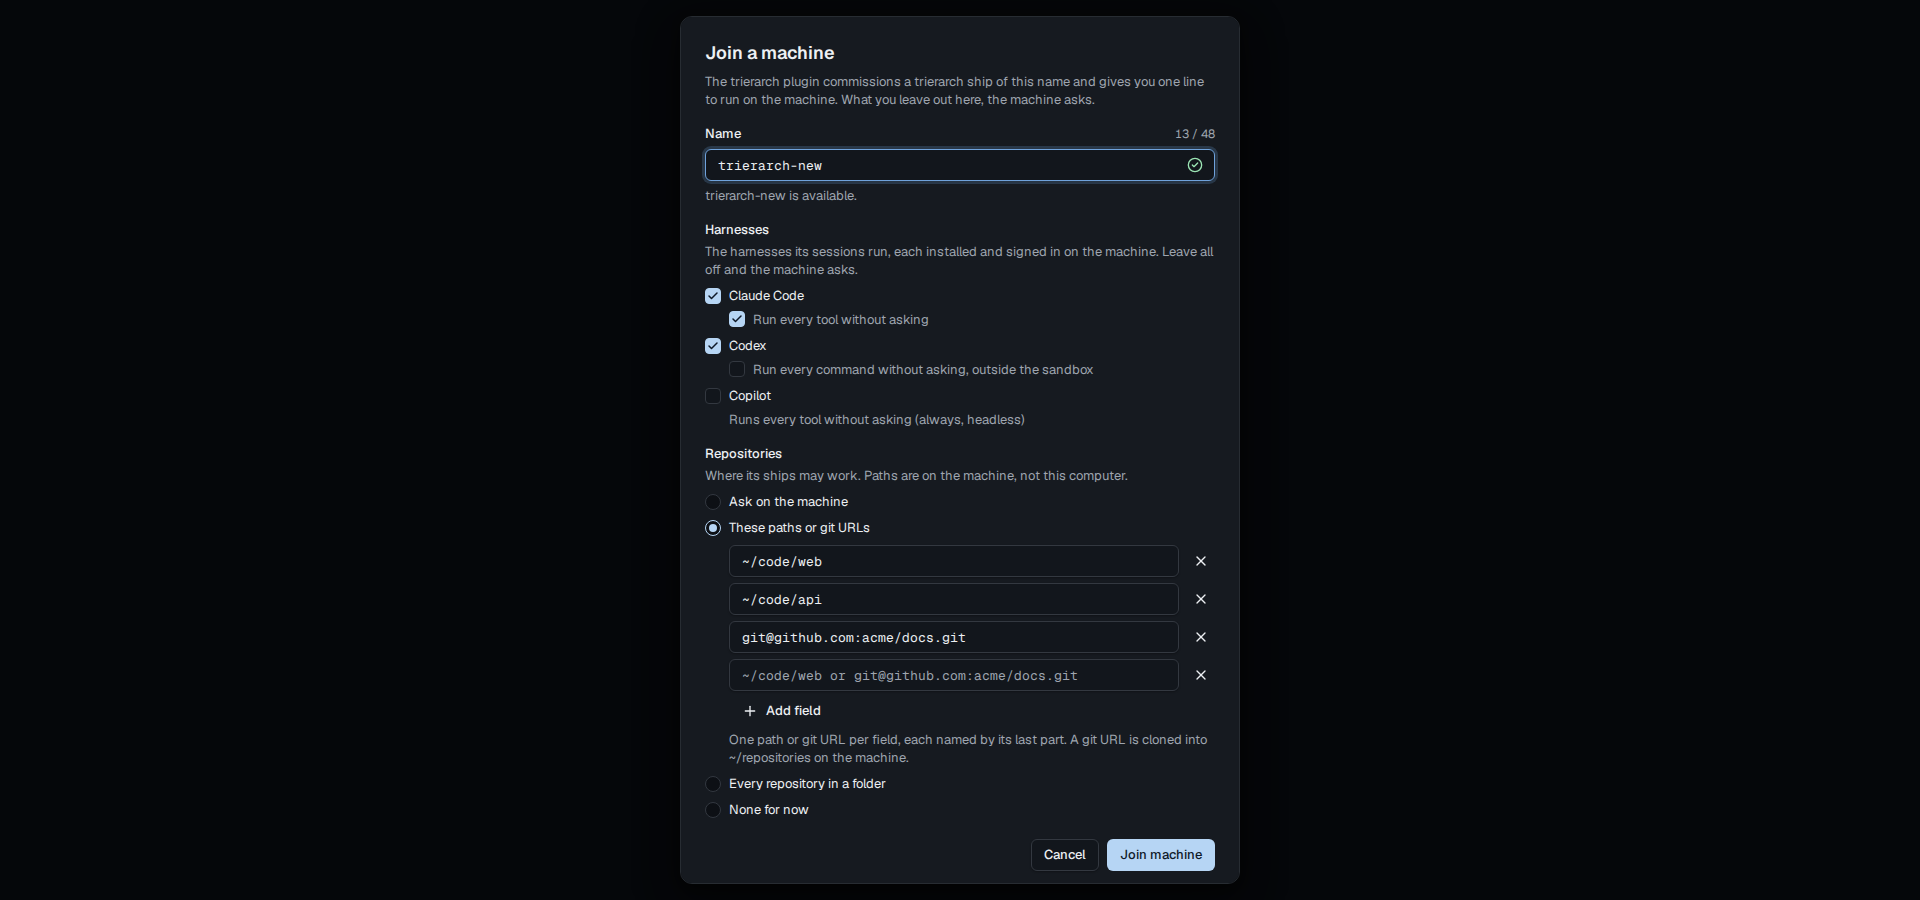 Join a machine
The trierarch plugin commissions a trierarch ship of this name and gives you one line
to run on the machine. What you leave out here, the machine asks.
Name
13 / 48
trierarch-new
trierarch-new is available.
Harnesses
The harnesses its sessions run, each installed and signed in on the machine. Leave all
off and the machine asks.
Claude Code
Run every tool without asking
Codex
Run every command without asking, outside the sandbox
Copilot
Runs every tool without asking (always, headless)
Repositories
Where its ships may work. Paths are on the machine, not this computer.
Ask on the machine
These paths or git URLs
~/code/web
~/code/api
git@github.com:acme/docs.git
~/code/web or git@github.com:acme/docs.git
Add field
One path or git URL per field, each named by its last part. A git URL is cloned into
~/repositories on the machine.
Every repository in a folder
None for now
Cancel
Join machine